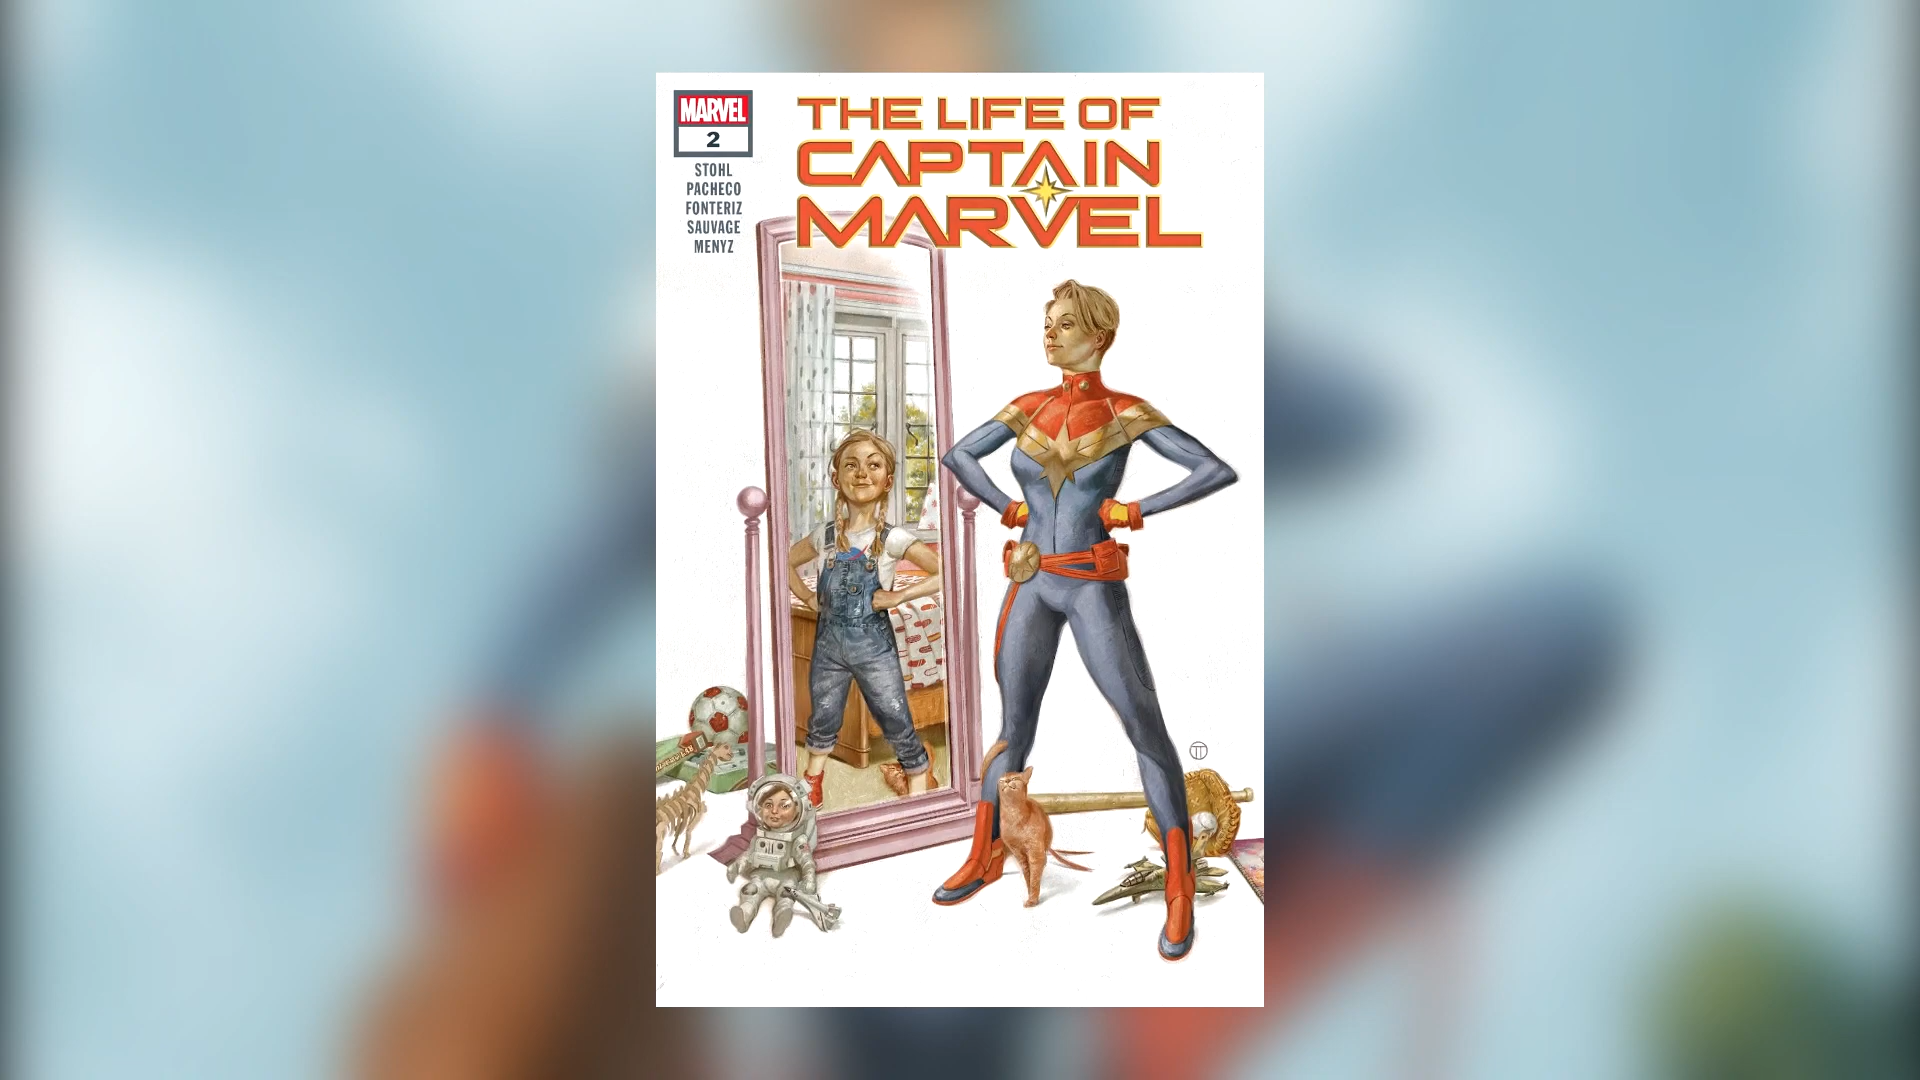 MARVEL
2
STOHL
PACHECO
FONTERIZ
SAUVAGE
MENYZ
THE LIFE OF
CAPTAIN
MARVEL